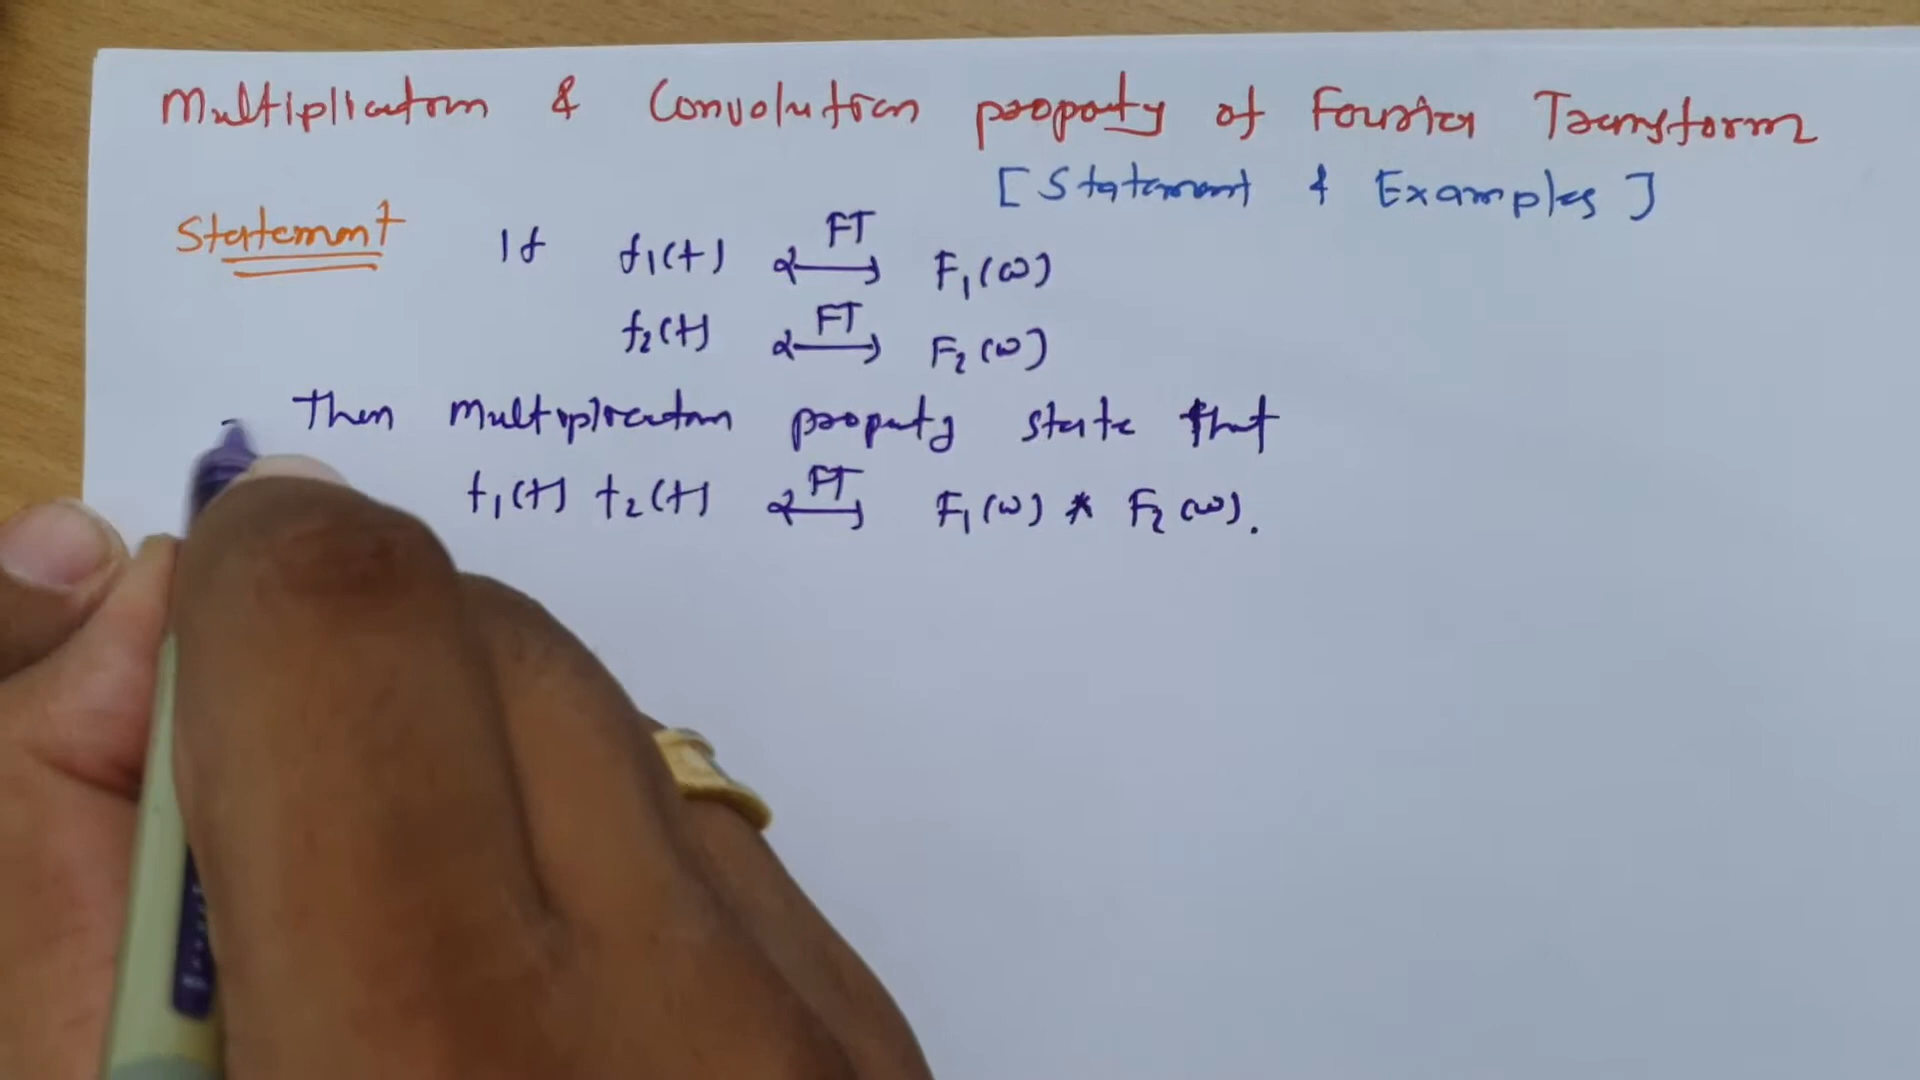 Multiplication & Convolution property of Fourier Transform
[Statement & Examples]
Statement If f₁(t) ⟷ FT F₁(ω)
f₂(t) ⟷ FT F₂(ω)
- Then multiplication property state that
f₁(t) f₂(t) ⟷ FT F₁(ω) * F₂(ω).